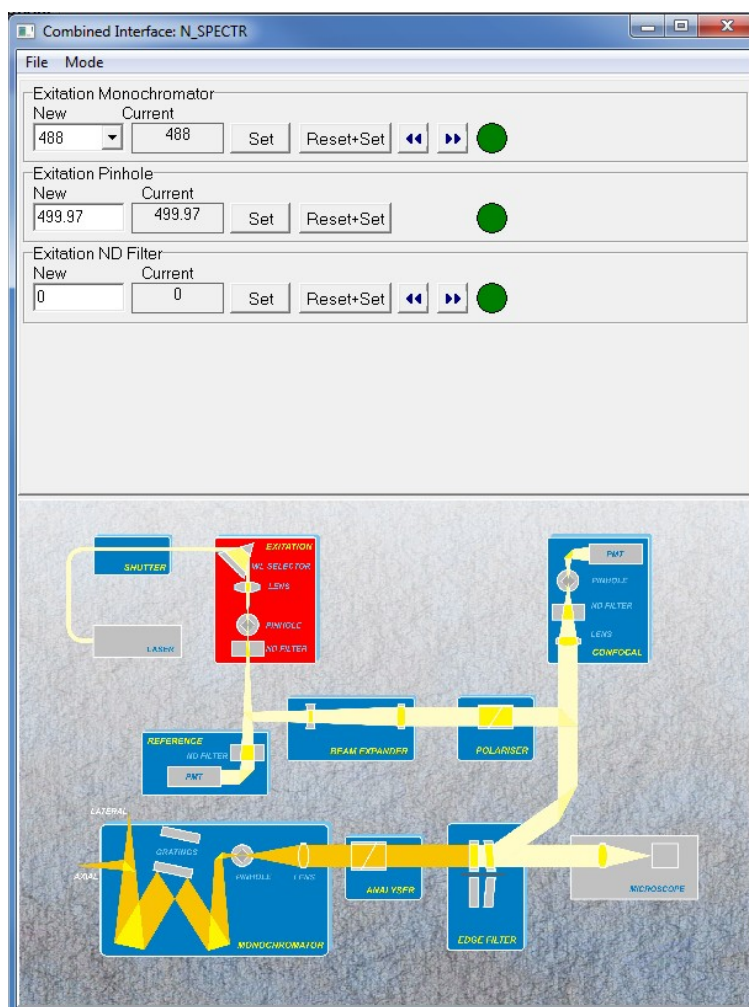 Combined Interface: N_SPECTR
File Mode
Exitation Monochromator
New Current
488 488 Set Reset+Set
Exitation Pinhole
New Current
499.97 499.97 Set Reset+Set
Exitation ND Filter
New Current
0 0 Set Reset+Set
SHUTTER
LASER
EXITATION
WL SELECTOR
LENS
PINHOLE
ND FILTER
PMT
PINHOLE
ND FILTER
LENS
CONFOCAL
REFERENCE
ND FILTER
PMT
BEAM EXPANDER
POLARISER
LATERAL
AXIAL
GRATINGS
PINHOLE
LENS
MONOCHROMATOR
ANALYSER
EDGE FILTER
MICROSCOPE